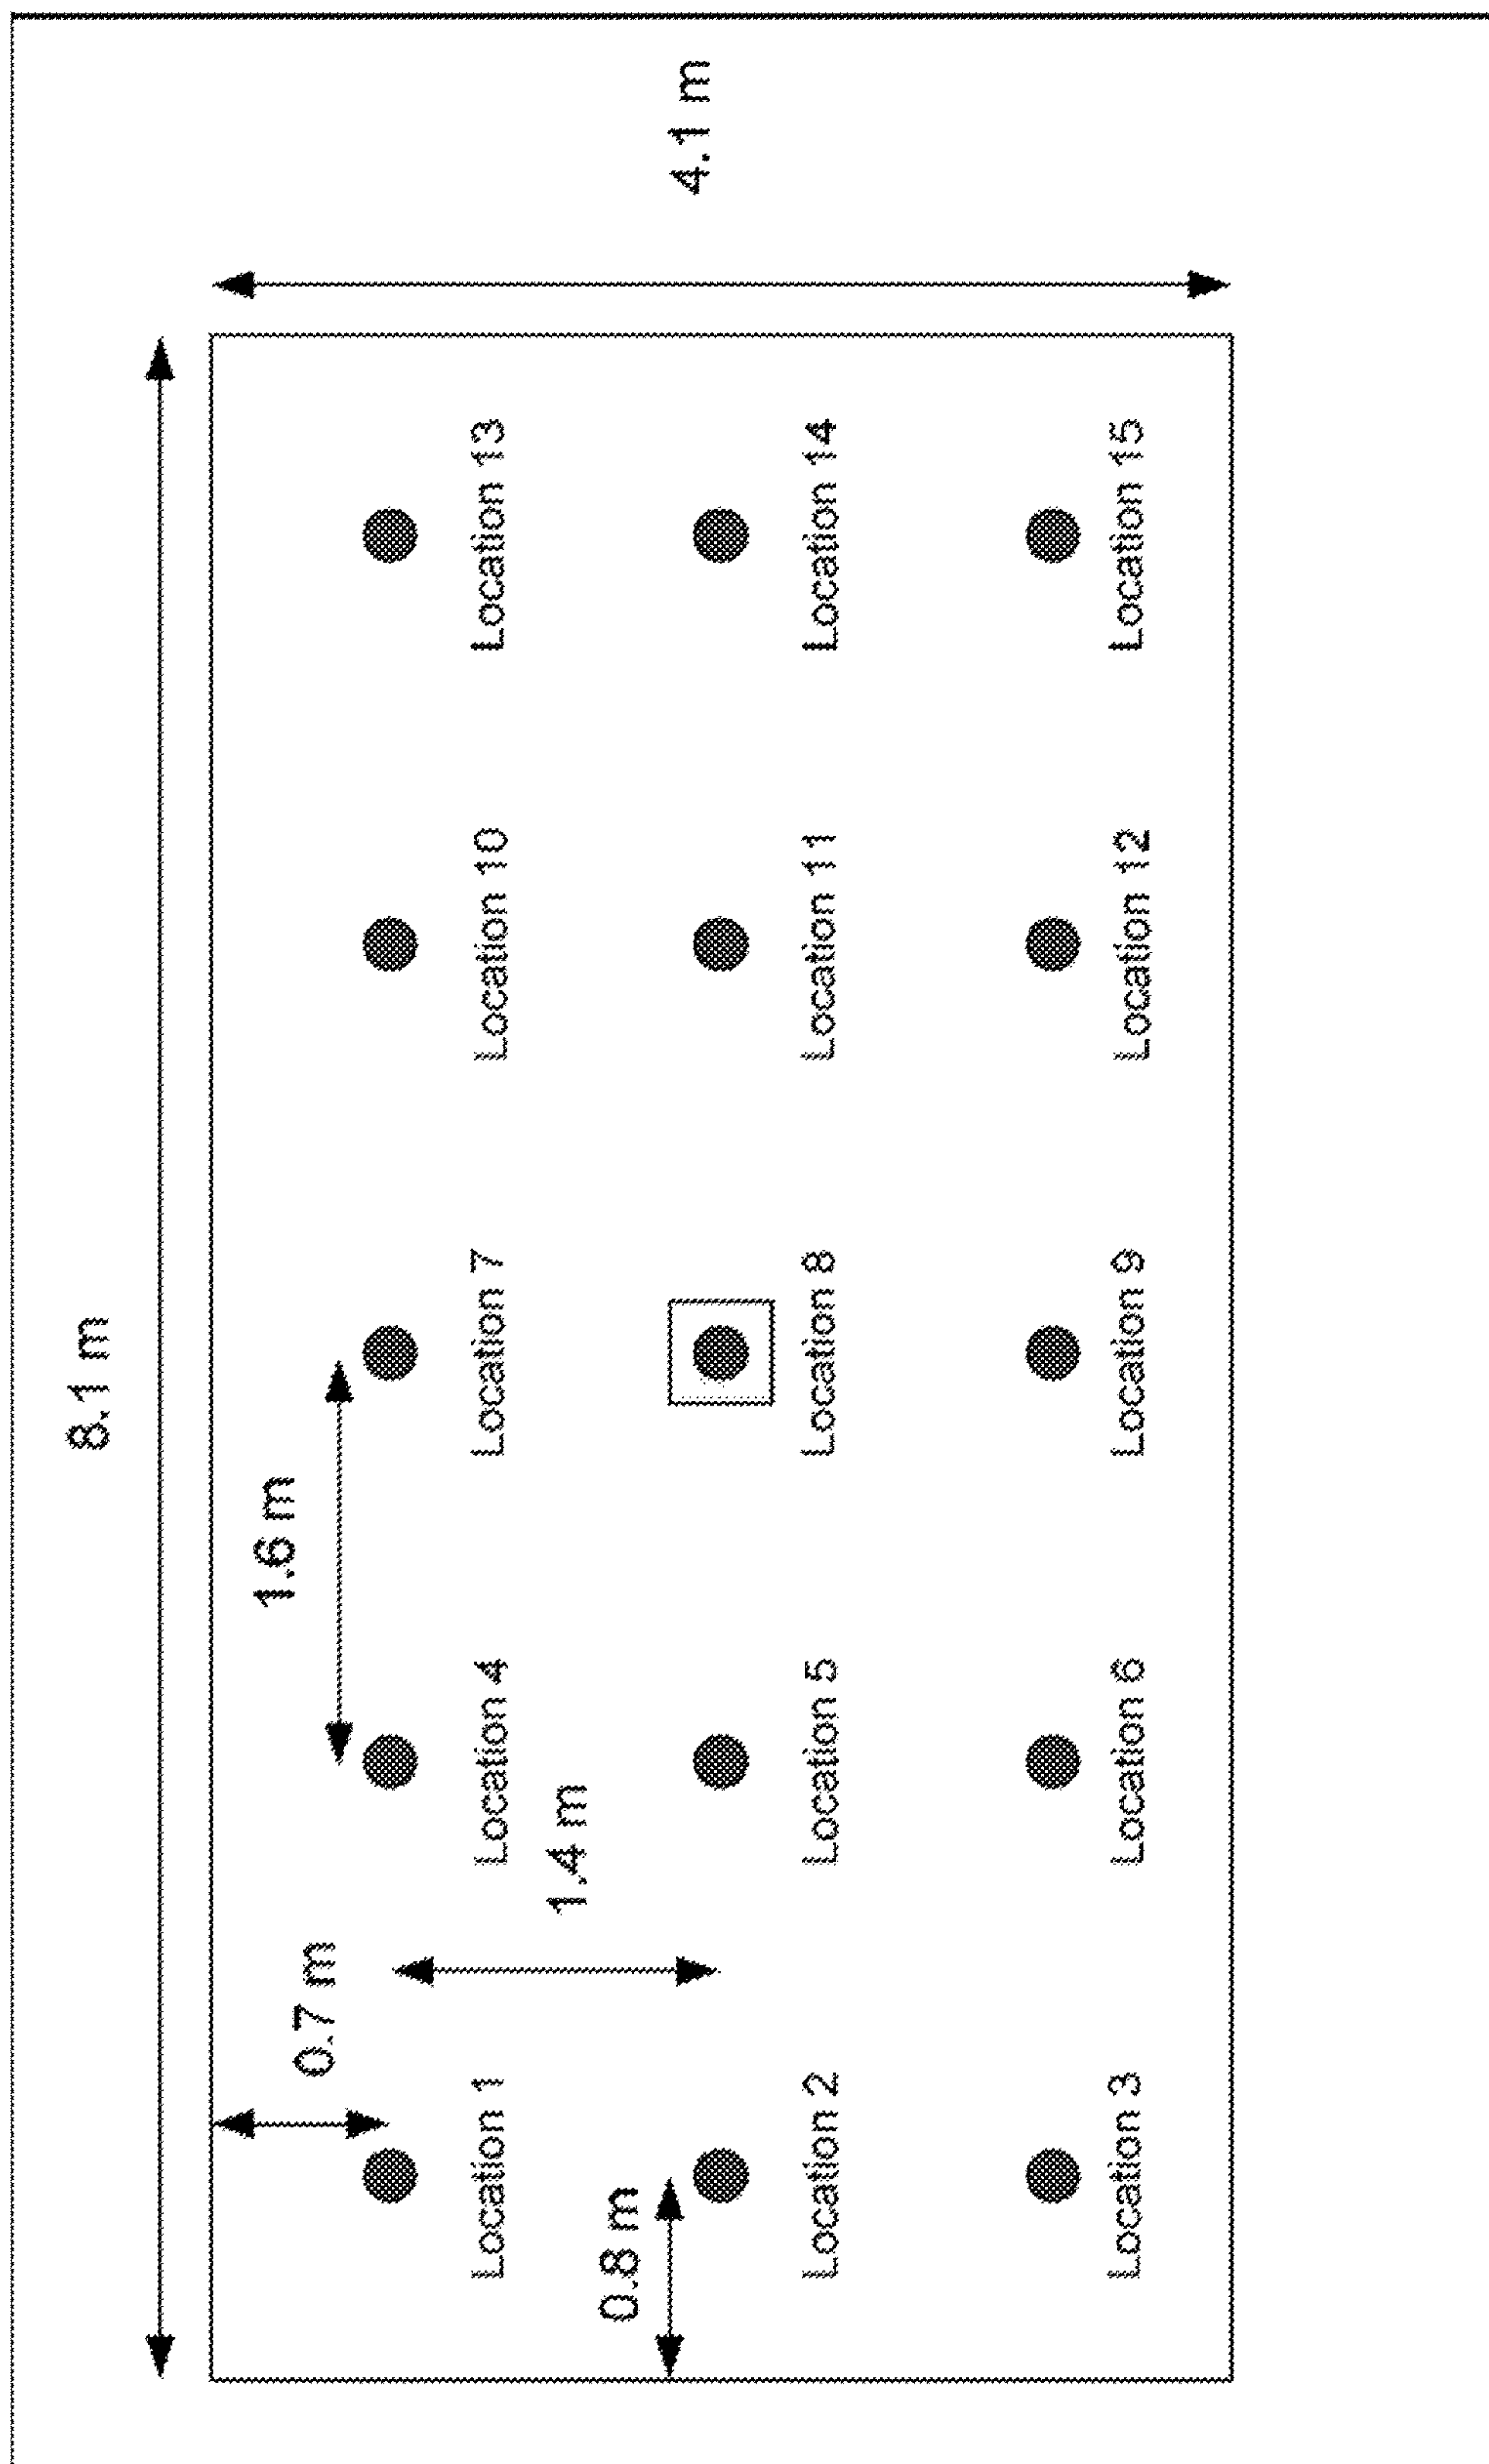 8.1 m
1.6 m
0.7 m
Location 1
Location 4
Location 7
Location 10
Location 13
1.4 m
0.8 m
4.1 m
Location 2
Location 5
Location 8
Location 11
Location 14
Location 3
Location 6
Location 9
Location 12
Location 15